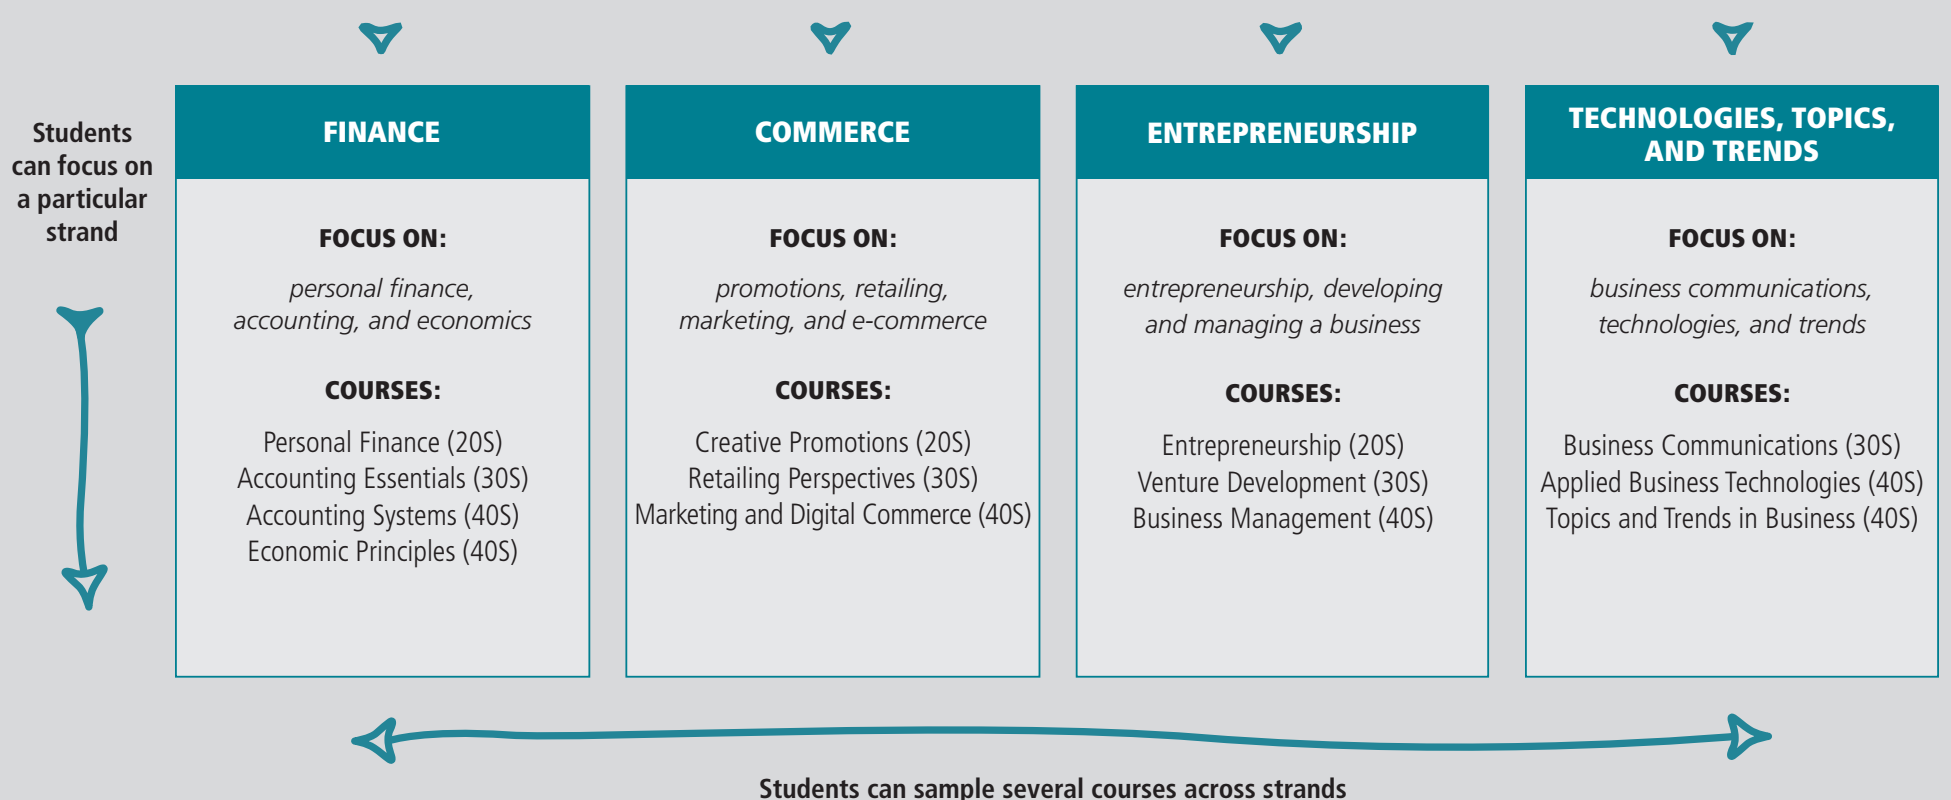 Students
can focus on
a particular
strand
FINANCE
FOCUS ON:
personal finance,
accounting, and economics
COURSES:
Personal Finance (20S)
Accounting Essentials (30S)
Accounting Systems (40S)
Economic Principles (40S)
COMMERCE
FOCUS ON:
promotions, retailing,
marketing, and e-commerce
COURSES:
Creative Promotions (20S)
Retailing Perspectives (30S)
Marketing and Digital Commerce (40S)
ENTREPRENEURSHIP
FOCUS ON:
entrepreneurship, developing
and managing a business
COURSES:
Entrepreneurship (20S)
Venture Development (30S)
Business Management (40S)
TECHNOLOGIES, TOPICS,
AND TRENDS
FOCUS ON:
business communications,
technologies, and trends
COURSES:
Business Communications (30S)
Applied Business Technologies (40S)
Topics and Trends in Business (40S)
Students can sample several courses across strands